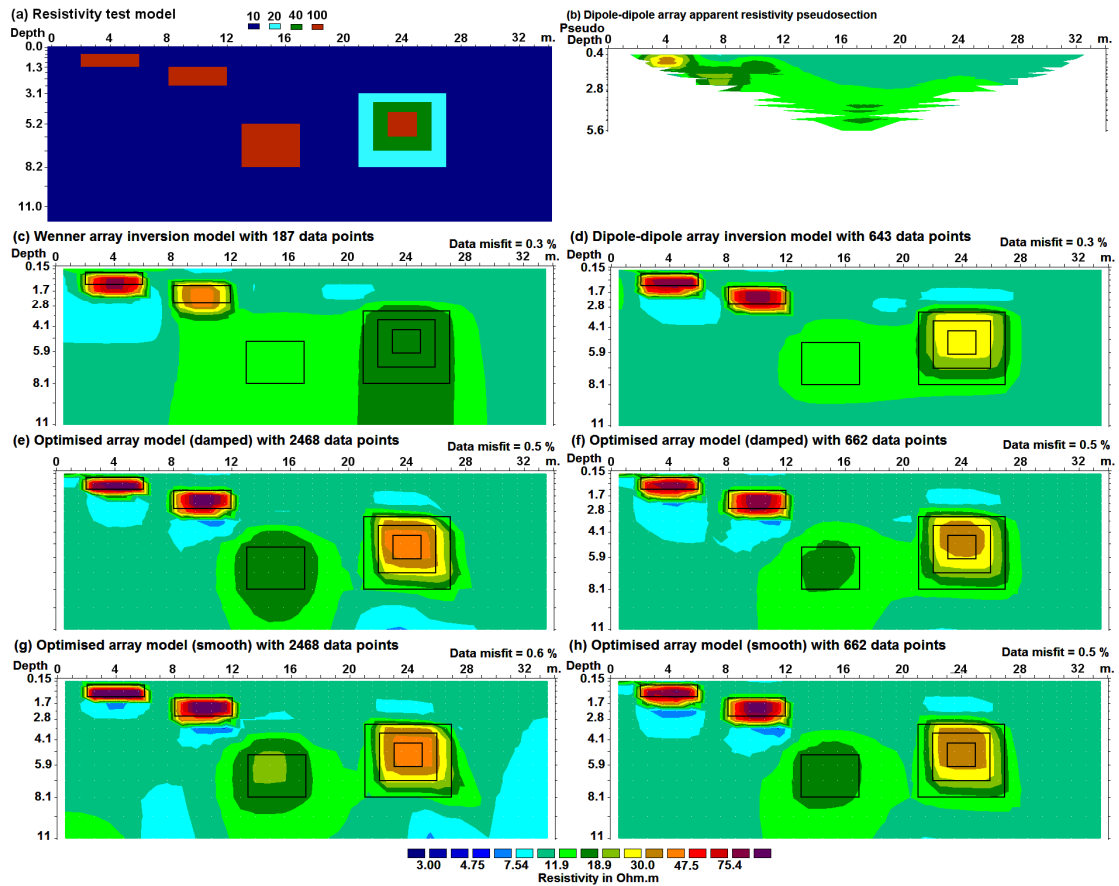 (a) Resistivity test model
10 20 40 100
Depth 0 4 8 12 16 20 24 28 32 m.
0.0
1.3
3.1
5.2
8.2
11.0
(b) Dipole-dipole array apparent resistivity pseudosection
Pseudo
Depth 0 4 8 12 16 20 24 28 32 m.
0.4
2.8
5.6
(c) Wenner array inversion model with 187 data points
Data misfit = 0.3 %
Depth 0 4 8 12 16 20 24 28 32 m.
0.15
1.7
2.8
4.1
5.9
8.1
11
(d) Dipole-dipole array inversion model with 643 data points
Data misfit = 0.3 %
Depth 0 4 8 12 16 20 24 28 32 m.
0.15
1.7
2.8
4.1
5.9
8.1
11
(e) Optimised array model (damped) with 2468 data points
Data misfit = 0.5 %
Depth 0 4 8 12 16 20 24 28 32 m.
0.15
1.7
2.8
4.1
5.9
8.1
11
(f) Optimised array model (damped) with 662 data points
Data misfit = 0.5 %
Depth 0 4 8 12 16 20 24 28 32 m.
0.15
1.7
2.8
4.1
5.9
8.1
11
(g) Optimised array model (smooth) with 2468 data points
Data misfit = 0.6 %
Depth 0 4 8 12 16 20 24 28 32 m.
0.15
1.7
2.8
4.1
5.9
8.1
11
(h) Optimised array model (smooth) with 662 data points
Data misfit = 0.5 %
Depth 0 4 8 12 16 20 24 28 32 m.
0.15
1.7
2.8
4.1
5.9
8.1
11
3.00 4.75 7.54 11.9 18.9 30.0 47.5 75.4
Resistivity in Ohm.m